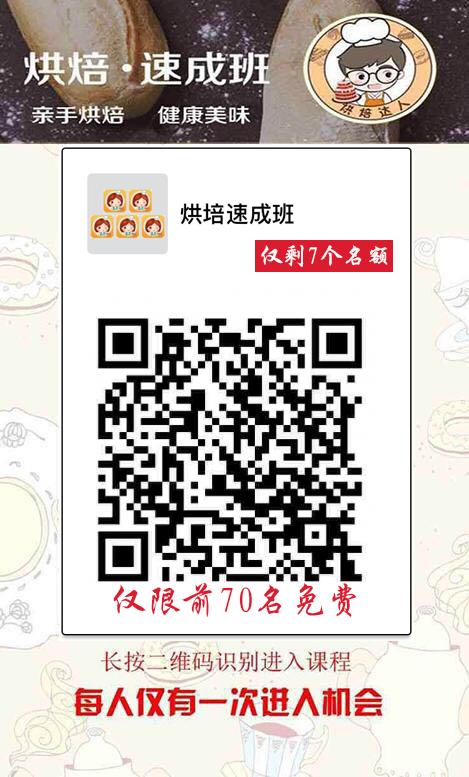 烘焙·速成班
亲手烘焙 健康美味
烘焙达人
烘培速成班
仅剩7个名额
仅限前70名免费
长按二维码识别进入课程
每人仅有一次进入机会